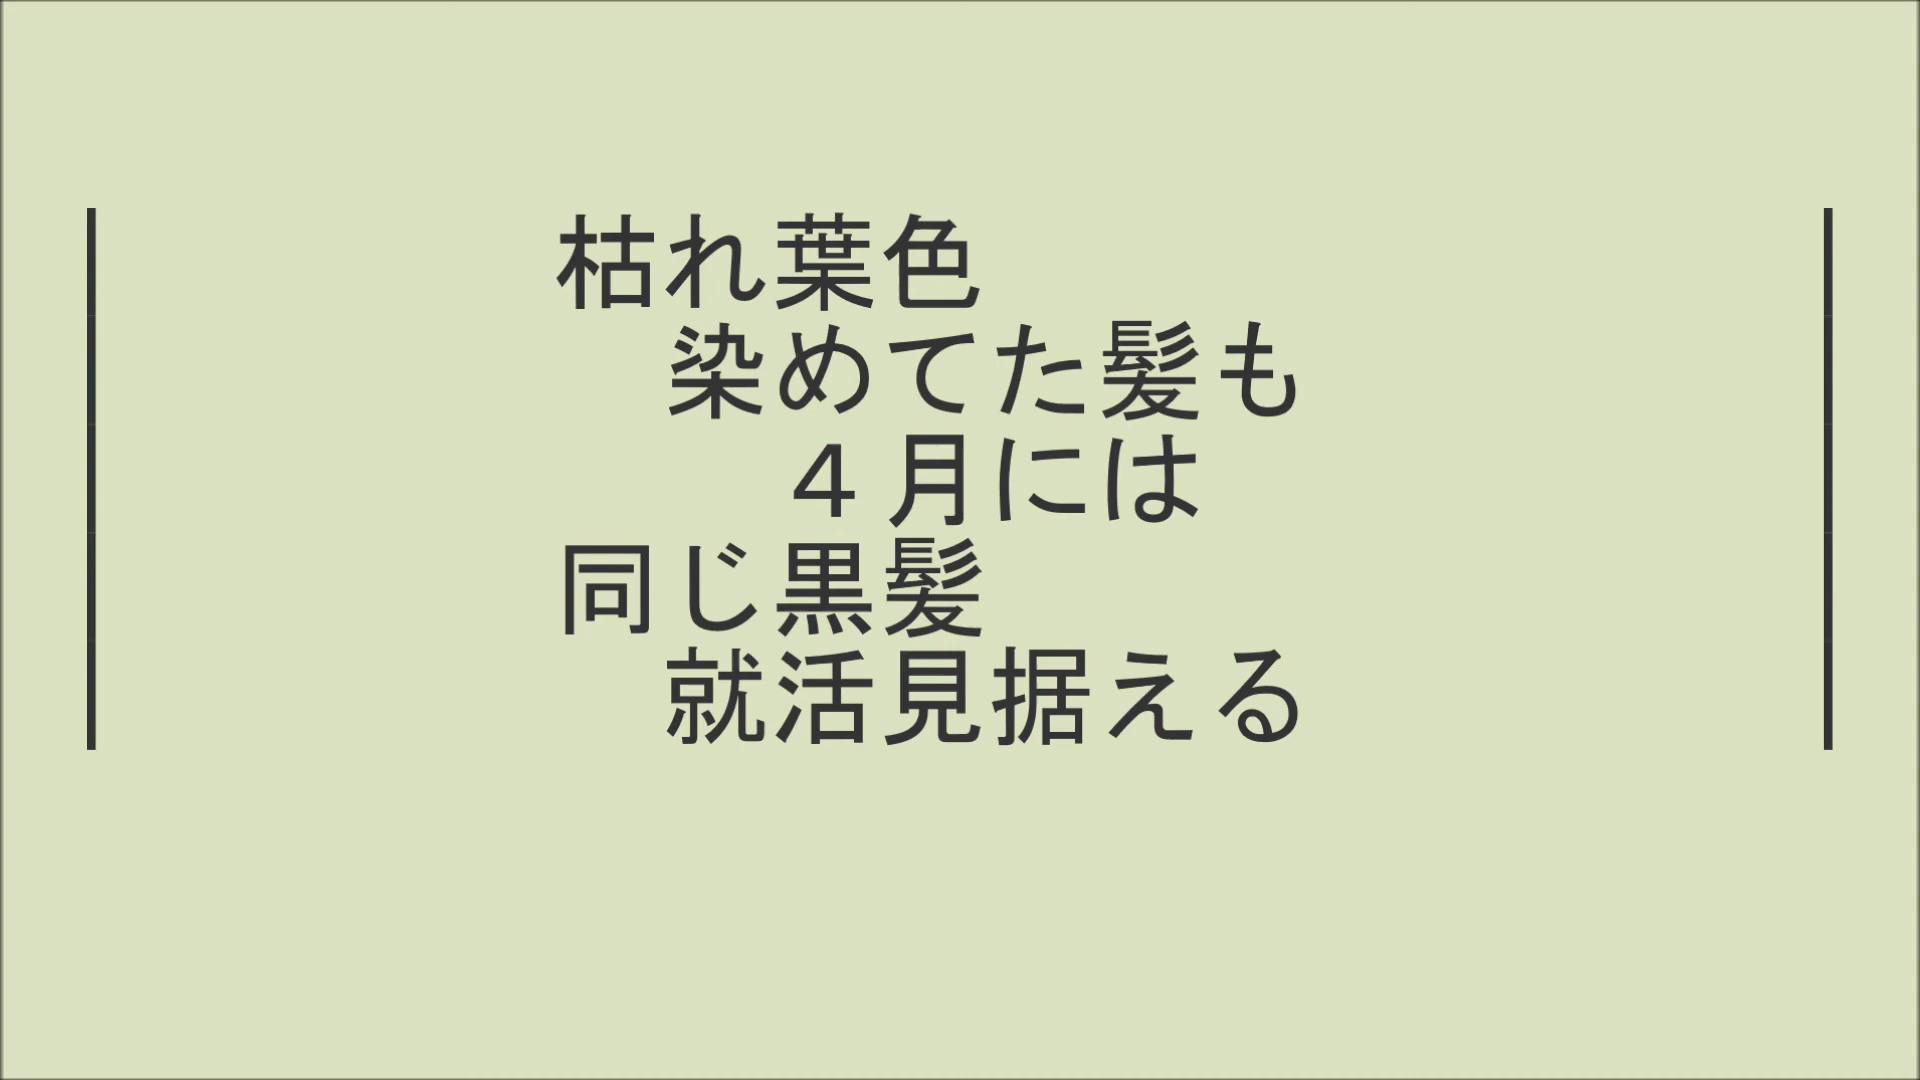 枯れ葉色
染めてた髪も
４月には
同じ黒髪
就活見据える